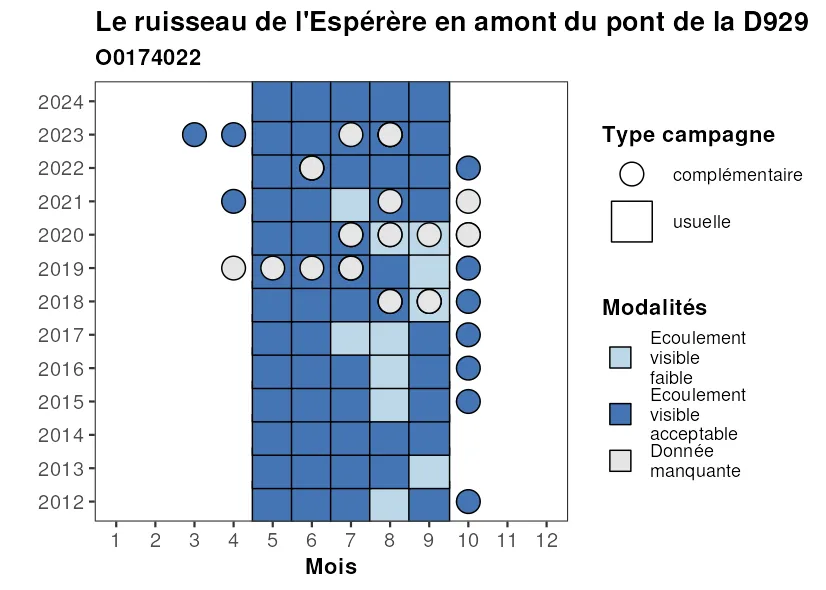 Le ruisseau de l'Espérère en amont du pont de la D929
O0174022
2024
2023
2022
2021
2020
2019
2018
2017
2016
2015
2014
2013
2012
1 2 3 4 5 6 7 8 9 10 11 12
Mois
Type campagne
complémentaire
usuelle
Modalités
Ecoulement
visible
faible
Ecoulement
visible
acceptable
Donnée
manquante